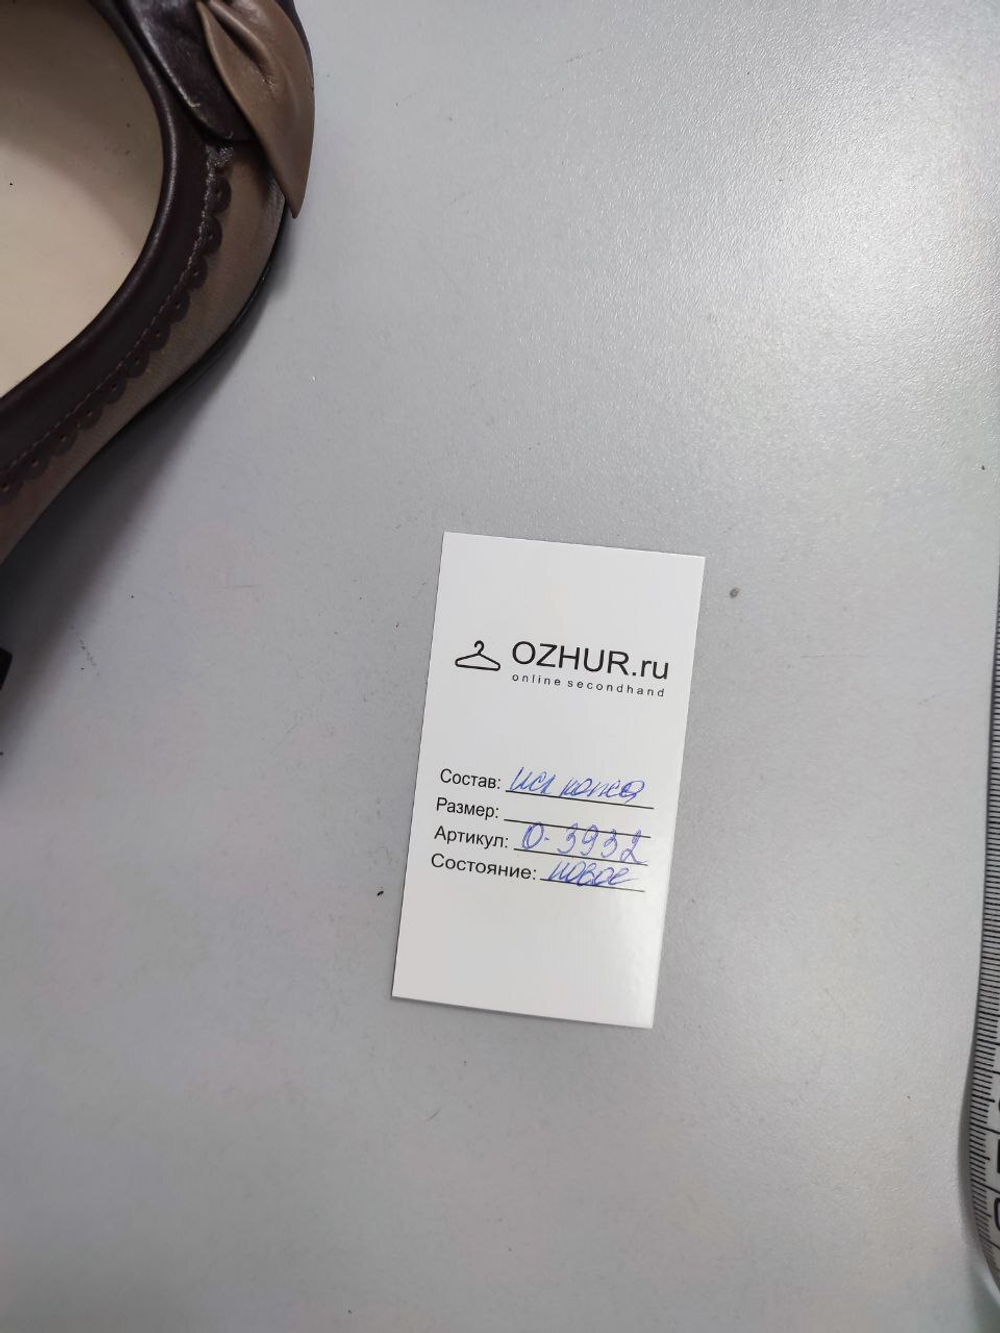 OZHUR.ru
online secondhand
Состав: иск кожа
Размер:
Артикул: О-3932
Состояние: новое